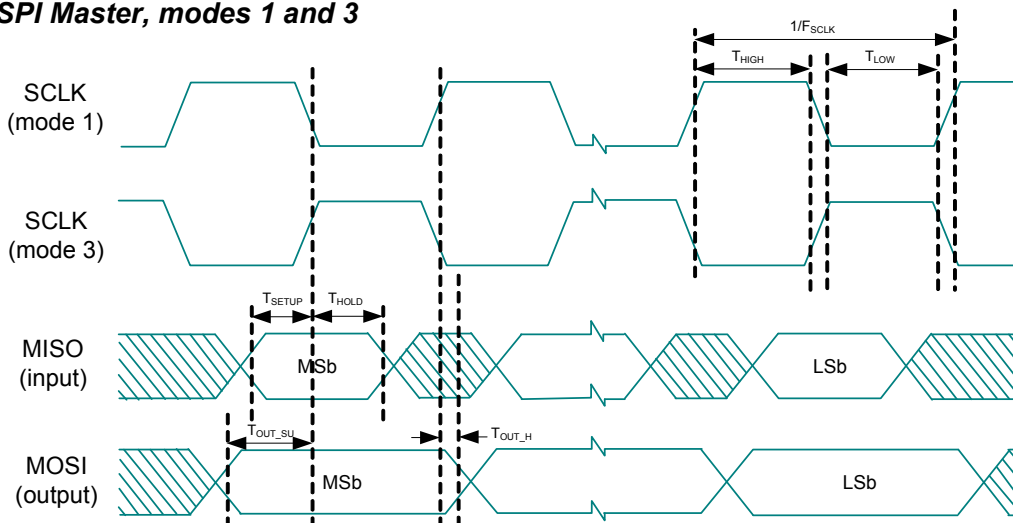 SPI Master, modes 1 and 3
1/FSCLK
THIGH
TLOW
SCLK
(mode 1)
SCLK
(mode 3)
TSETUP
THOLD
MISO
(input)
MSb
LSb
TOUT_SU
TOUT_H
MOSI
(output)
MSb
LSb